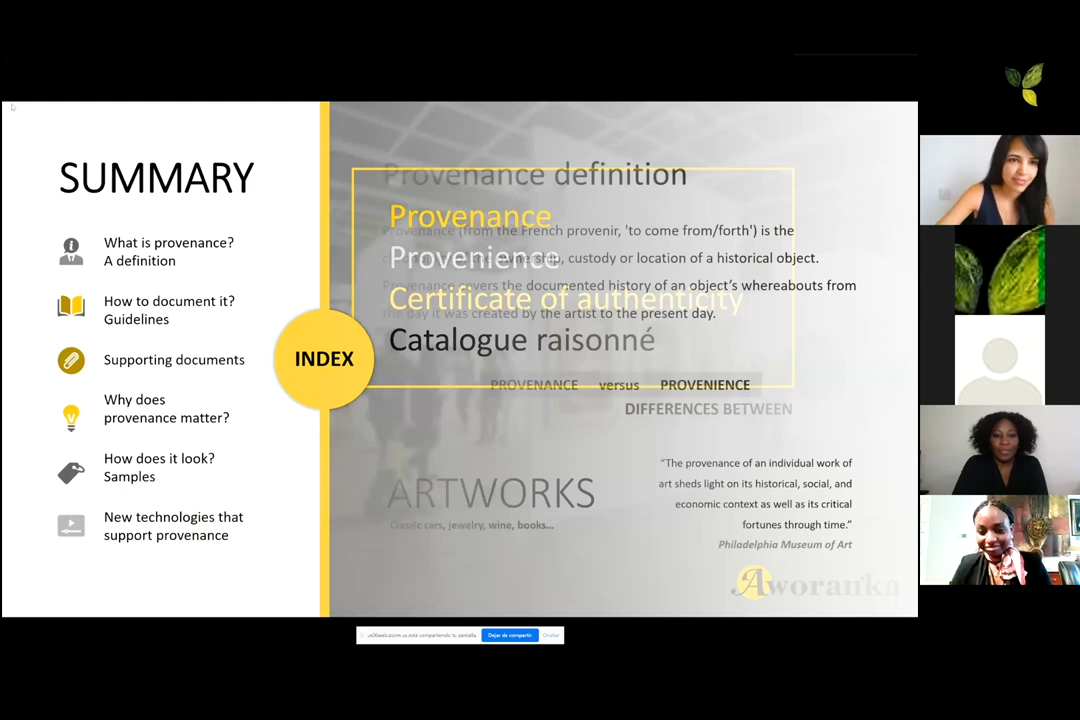 SUMMARY
What is provenance?
A definition
How to document it?
Guidelines
Supporting documents
Why does
provenance matter?
How does it look?
Samples
New technologies that
support provenance
INDEX
Provenance definition
Provenance
Provenance (from the French provenir, 'to come from/forth') is the
Provenience
custody or location of a historical object.
Provenance covers the documented history of an object's whereabouts from
Certificate of authenticity
the day it was created by the artist to the present day.
Catalogue raisonné
PROVENANCE versus PROVENIENCE
DIFFERENCES BETWEEN
ARTWORKS
Classic cars, jewelry, wine, books...
“The provenance of an individual work of
art sheds light on its historical, social, and
economic context as well as its critical
fortunes through time.”
Philadelphia Museum of Art
Aworanka
está compartiendo tu pantalla.
Dejar de compartir
Ocultar